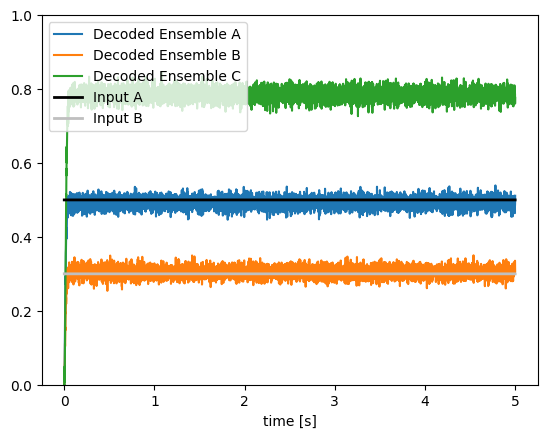 1.0
0.8
0.6
0.4
0.2
0.0
Decoded Ensemble A
Decoded Ensemble B
Decoded Ensemble C
Input A
Input B
0
1
2
3
4
5
time [s]